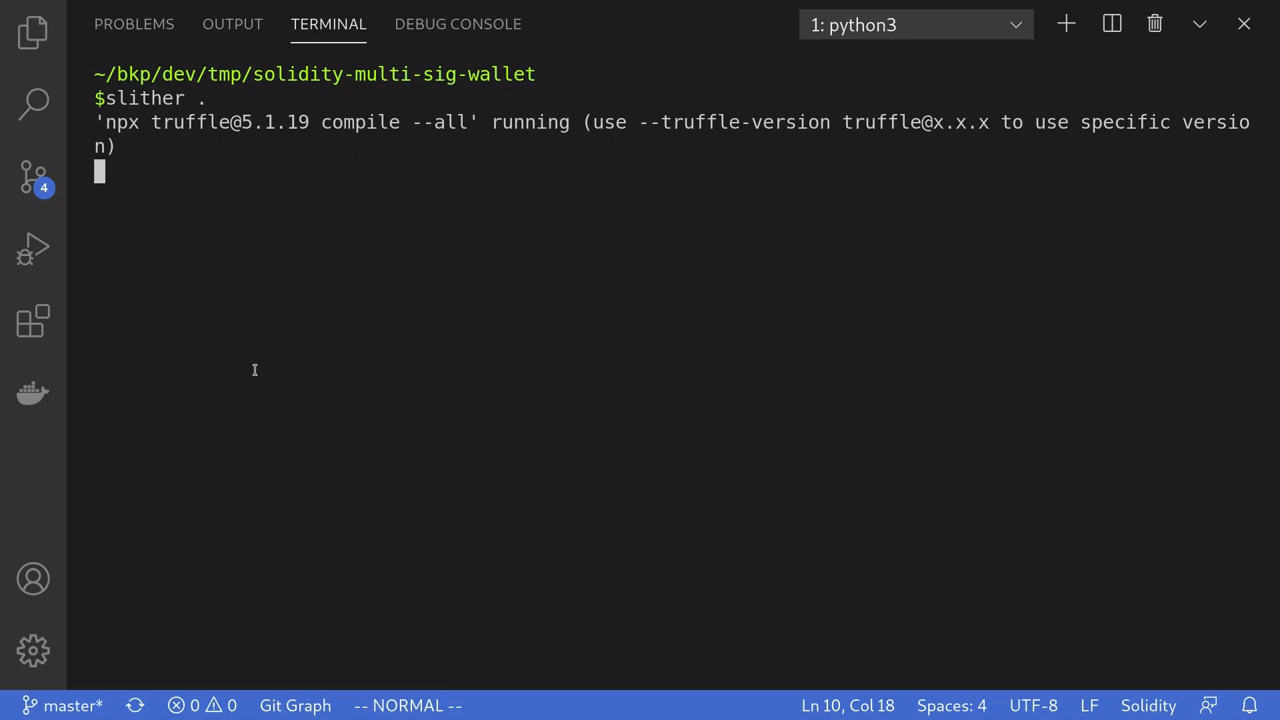 PROBLEMS OUTPUT TERMINAL DEBUG CONSOLE 1: python3
~/bkp/dev/tmp/solidity-multi-sig-wallet
$slither .
'npx truffle@5.1.19 compile --all' running (use --truffle-version truffle@x.x.x to use specific versio
n)
4
master* 0 0 Git Graph -- NORMAL -- Ln 10, Col 18 Spaces: 4 UTF-8 LF Solidity